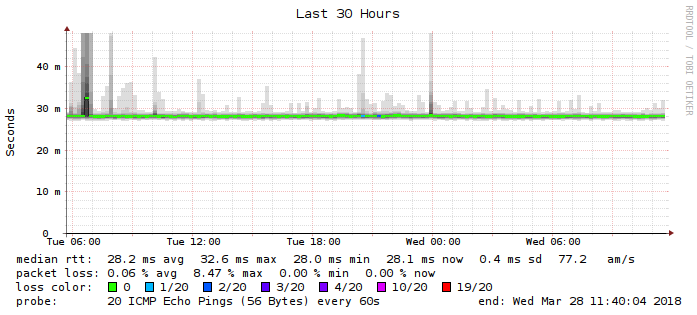 Last 30 Hours
RRDTOOL / TOBI OETIKER
Seconds
40 m
30 m
20 m
10 m
0
Tue 06:00 Tue 12:00 Tue 18:00 Wed 00:00 Wed 06:00
median rtt: 28.2 ms avg 32.6 ms max 28.0 ms min 28.1 ms now 0.4 ms sd 77.2 am/s
packet loss: 0.06 % avg 8.47 % max 0.00 % min 0.00 % now
loss color: 0 1/20 2/20 3/20 4/20 10/20 19/20
probe: 20 ICMP Echo Pings (56 Bytes) every 60s end: Wed Mar 28 11:40:04 2018